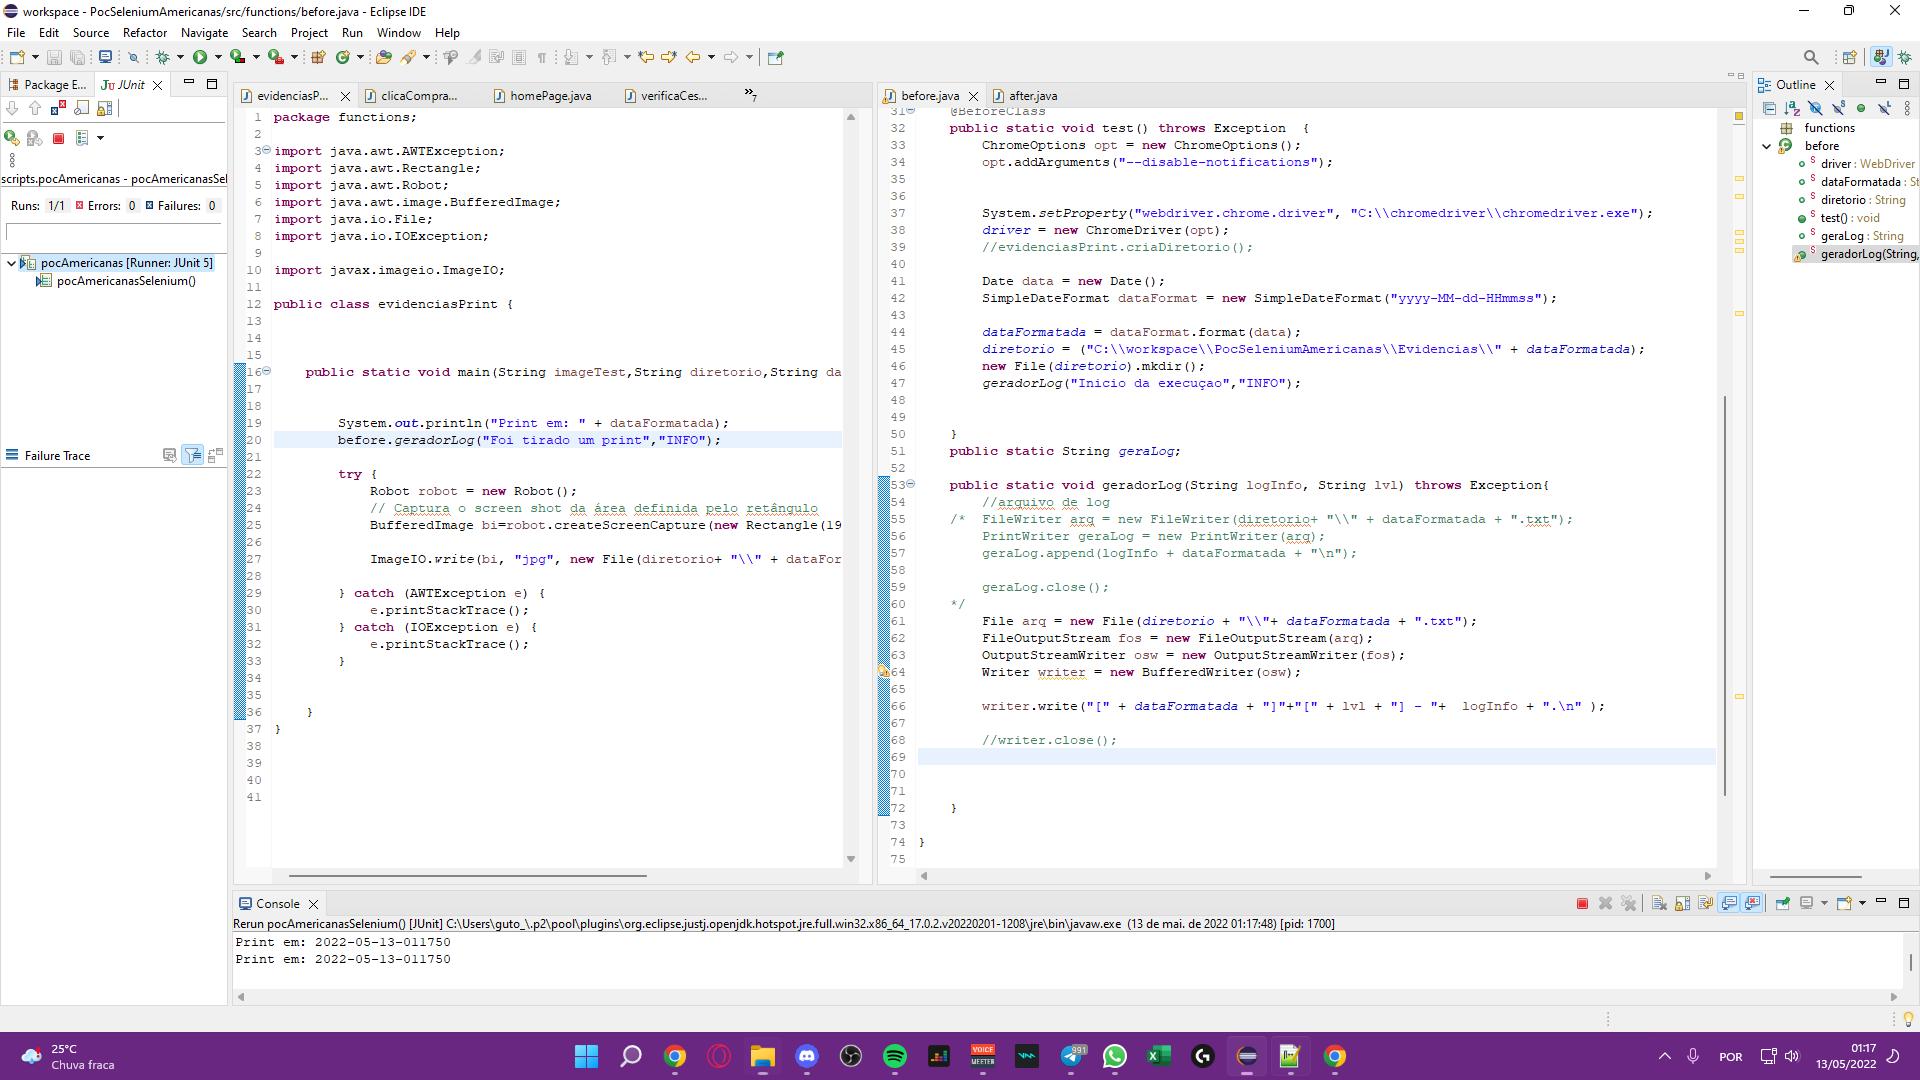 workspace - PocSeleniumAmericanas/src/functions/before.java - Eclipse IDE
File Edit Source Refactor Navigate Search Project Run Window Help
Package E... JUnit
scripts.pocAmericanas - pocAmericanasSel
Runs: 1/1 Errors: 0 Failures: 0
pocAmericanas [Runner: JUnit 5]
pocAmericanasSelenium()
Failure Trace
evidenciasP... clicaCompra... homePage.java verificaCes... »7
1 package functions;
2
3 import java.awt.AWTException;
4 import java.awt.Rectangle;
5 import java.awt.Robot;
6 import java.awt.image.BufferedImage;
7 import java.io.File;
8 import java.io.IOException;
9
10 import javax.imageio.ImageIO;
11
12 public class evidenciasPrint {
13
14
15
16 public static void main(String imageTest,String diretorio,String da
17
18
19 System.out.println("Print em: " + dataFormatada);
20 before.geradorLog("Foi tirado um print","INFO");
21
22 try {
23 Robot robot = new Robot();
24 // Captura o screen shot da área definida pelo retângulo
25 BufferedImage bi=robot.createScreenCapture(new Rectangle(19
26
27 ImageIO.write(bi, "jpg", new File(diretorio+ "\\" + dataFor
28
29 } catch (AWTException e) {
30 e.printStackTrace();
31 } catch (IOException e) {
32 e.printStackTrace();
33 }
34
35
36 }
37 }
38
39
40
41
before.java after.java
31 @BeforeClass
32 public static void test() throws Exception {
33 ChromeOptions opt = new ChromeOptions();
34 opt.addArguments("--disable-notifications");
35
36
37 System.setProperty("webdriver.chrome.driver", "C:\\chromedriver\\chromedriver.exe");
38 driver = new ChromeDriver(opt);
39 //evidenciasPrint.criaDiretorio();
40
41 Date data = new Date();
42 SimpleDateFormat dataFormat = new SimpleDateFormat("yyyy-MM-dd-HHmmss");
43
44 dataFormatada = dataFormat.format(data);
45 diretorio = ("C:\\workspace\\PocSeleniumAmericanas\\Evidencias\\" + dataFormatada);
46 new File(diretorio).mkdir();
47 geradorLog("Inicio da execuçao","INFO");
48
49
50 }
51 public static String geraLog;
52
53 public static void geradorLog(String logInfo, String lvl) throws Exception{
54 //arquivo de log
55 /* FileWriter arq = new FileWriter(diretorio+ "\\" + dataFormatada + ".txt");
56 PrintWriter geraLog = new PrintWriter(arq);
57 geraLog.append(logInfo + dataFormatada + "\n");
58
59 geraLog.close();
60 */
61 File arq = new File(diretorio + "\\"+ dataFormatada + ".txt");
62 FileOutputStream fos = new FileOutputStream(arq);
63 OutputStreamWriter osw = new OutputStreamWriter(fos);
64 Writer writer = new BufferedWriter(osw);
65
66 writer.write("[" + dataFormatada + "]"+"[" + lvl + "] - "+ logInfo + ".\n" );
67
68 //writer.close();
69
70
71
72 }
73
74 }
75
Outline
functions
before
driver : WebDriver
dataFormatada : St
diretorio : String
test() : void
geraLog : String
geradorLog(String,
Console
Rerun pocAmericanasSelenium() [JUnit] C:\Users\guto_\.p2\pool\plugins\org.eclipse.justj.openjdk.hotspot.jre.full.win32.x86_64_17.0.2.v20220201-1208\jre\bin\javaw.exe (13 de mai. de 2022 01:17:48) [pid: 1700]
Print em: 2022-05-13-011750
Print em: 2022-05-13-011750
25°C
Chuva fraca
VOICE
MEETER
991
POR
01:17
13/05/2022